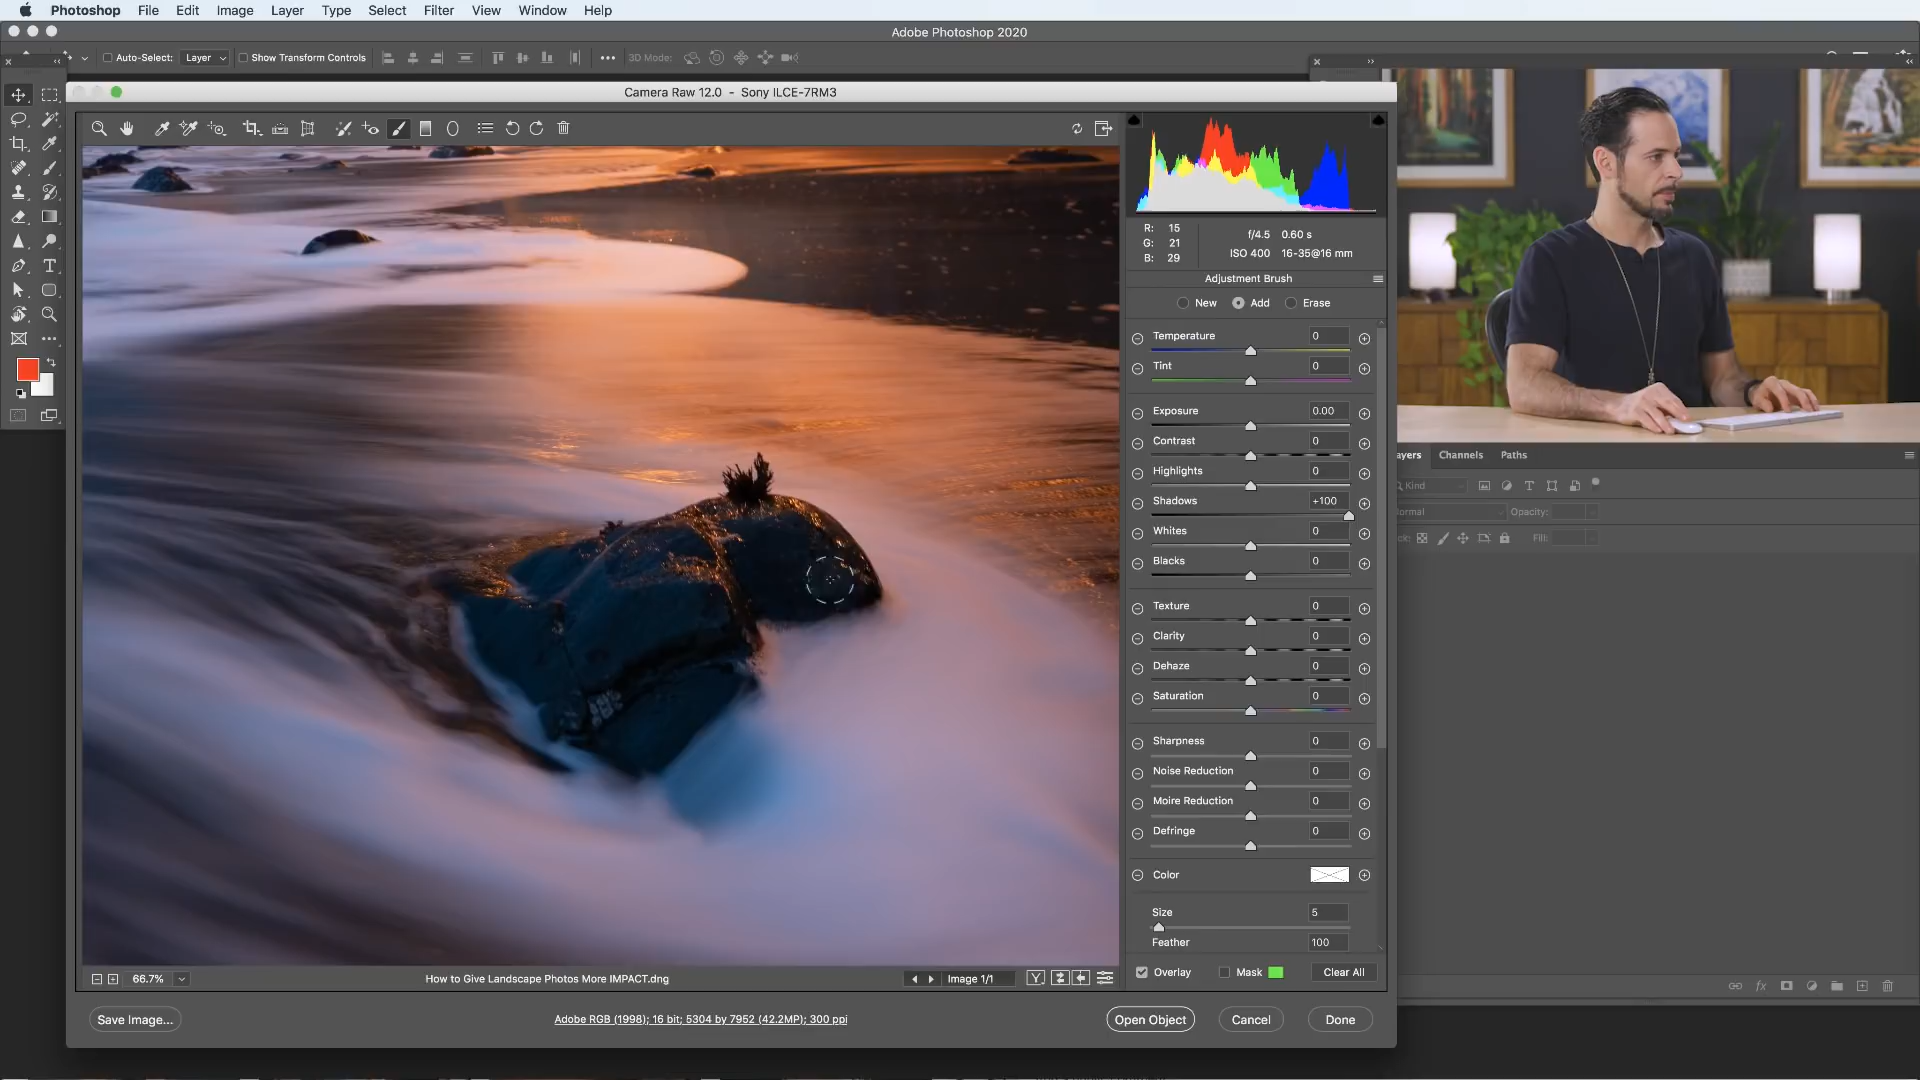 Photoshop File Edit Image Layer Type Select Filter View Window Help
Adobe Photoshop 2020
Auto-Select: Layer Show Transform Controls 3D Mode:
Camera Raw 12.0 - Sony ILCE-7RM3
R: 15
G: 21
B: 29
f/4.5 0.60 s
ISO 400 16-35@16 mm
Adjustment Brush
New Add Erase
Temperature 0
Tint 0
Exposure 0.00
Contrast 0
Highlights 0
Shadows +100
Whites 0
Blacks 0
Texture 0
Clarity 0
Dehaze 0
Saturation 0
Sharpness 0
Noise Reduction 0
Moire Reduction 0
Defringe 0
Color
Size 5
Feather 100
Overlay Mask Clear All
ayers Channels Paths
Kind
ormal Opacity:
ck: Fill:
66.7% How to Give Landscape Photos More IMPACT.dng Image 1/1
Save Image... Adobe RGB (1998); 16 bit; 5304 by 7952 (42.2MP); 300 ppi Open Object Cancel Done